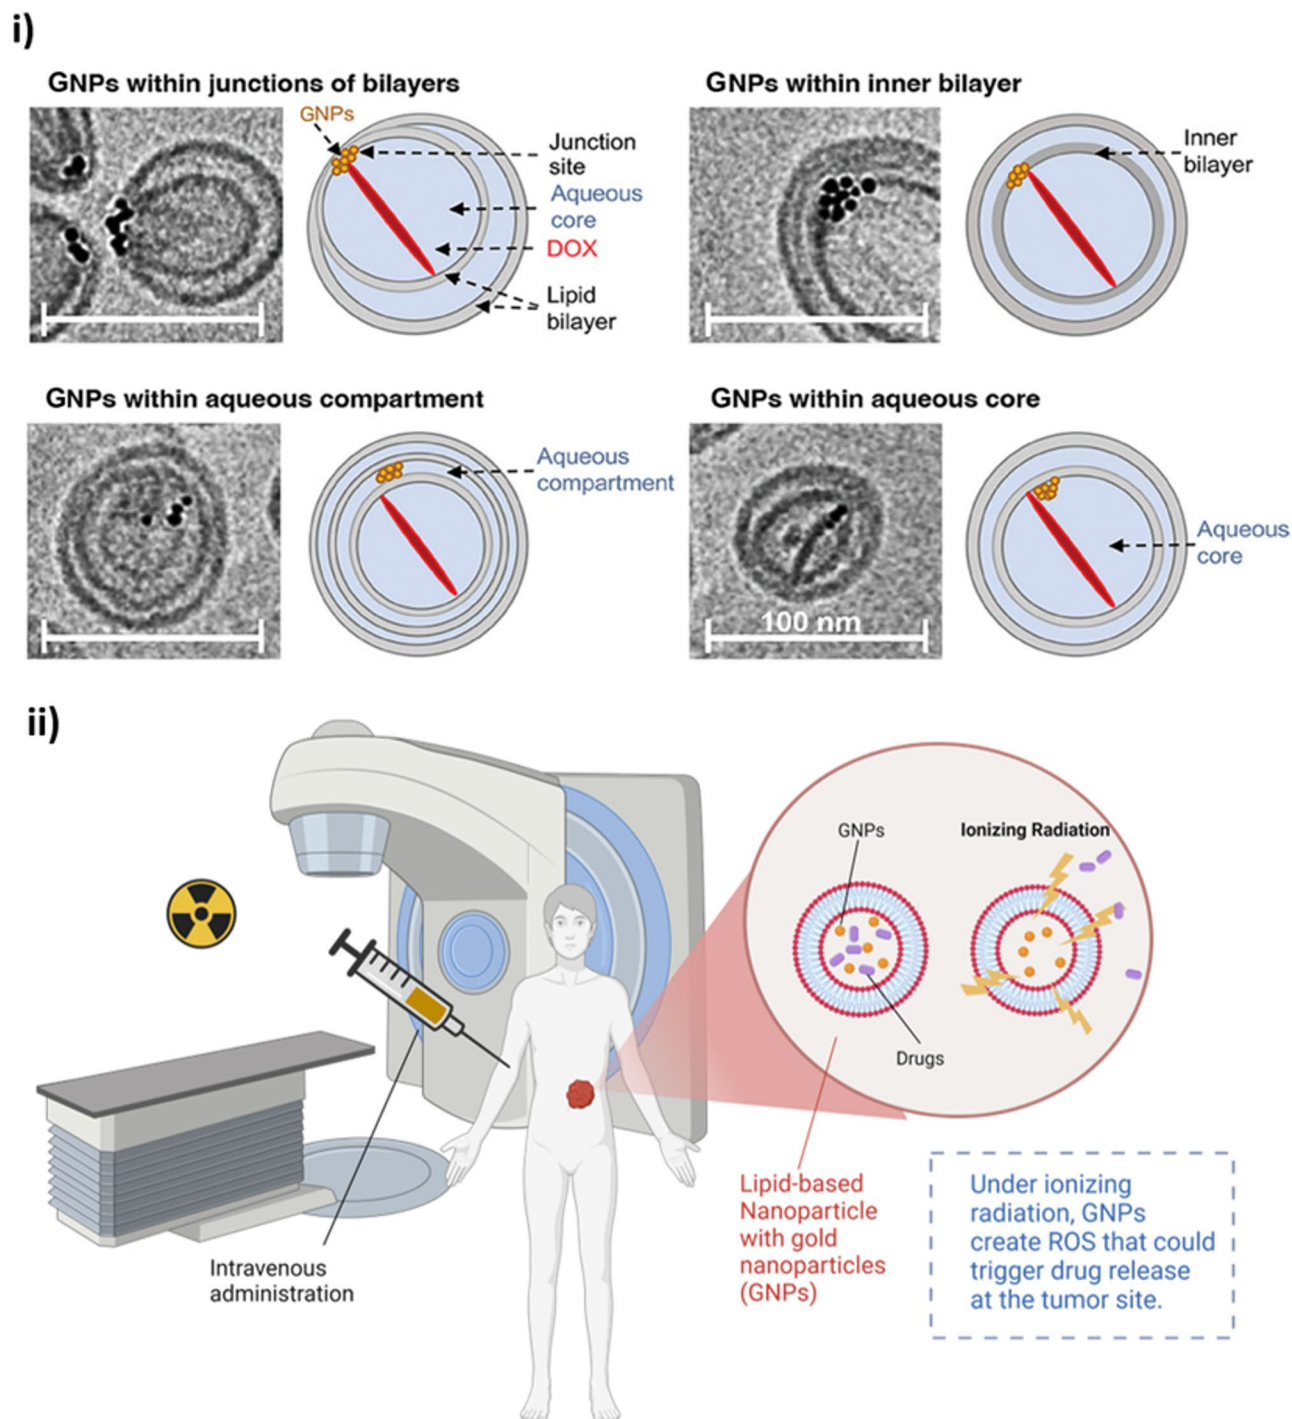 i)
GNPs within junctions of bilayers
GNPs
Junction
site
Aqueous
core
DOX
Lipid
bilayer
GNPs within inner bilayer
Inner
bilayer
GNPs within aqueous compartment
Aqueous
compartment
GNPs within aqueous core
100 nm
Aqueous
core
ii)
GNPs
Ionizing Radiation
Drugs
Intravenous
administration
Lipid-based
Nanoparticle
with gold
nanoparticles
(GNPs)
Under ionizing
radiation, GNPs
create ROS that could
trigger drug release
at the tumor site.